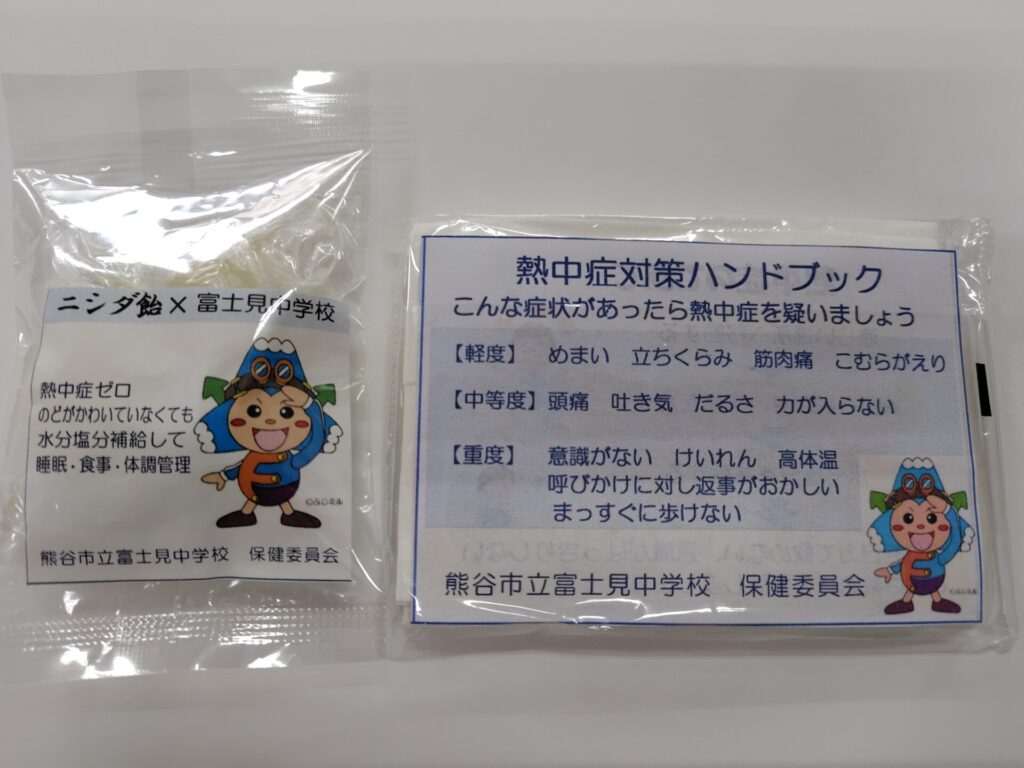 ニシダ飴×富士見中学校
熱中症ゼロ
のどがかわいていなくても
水分塩分補給して
睡眠・食事・体調管理
©ふじミル
熊谷市立富士見中学校 保健委員会
熱中症対策ハンドブック
こんな症状があったら熱中症を疑いましょう
【軽度】 めまい 立ちくらみ 筋肉痛 こむらがえり
【中等度】 頭痛 吐き気 だるさ 力が入らない
【重度】 意識がない けいれん 高体温
呼びかけに対し返事がおかしい
まっすぐに歩けない
©ふじミル
熊谷市立富士見中学校 保健委員会